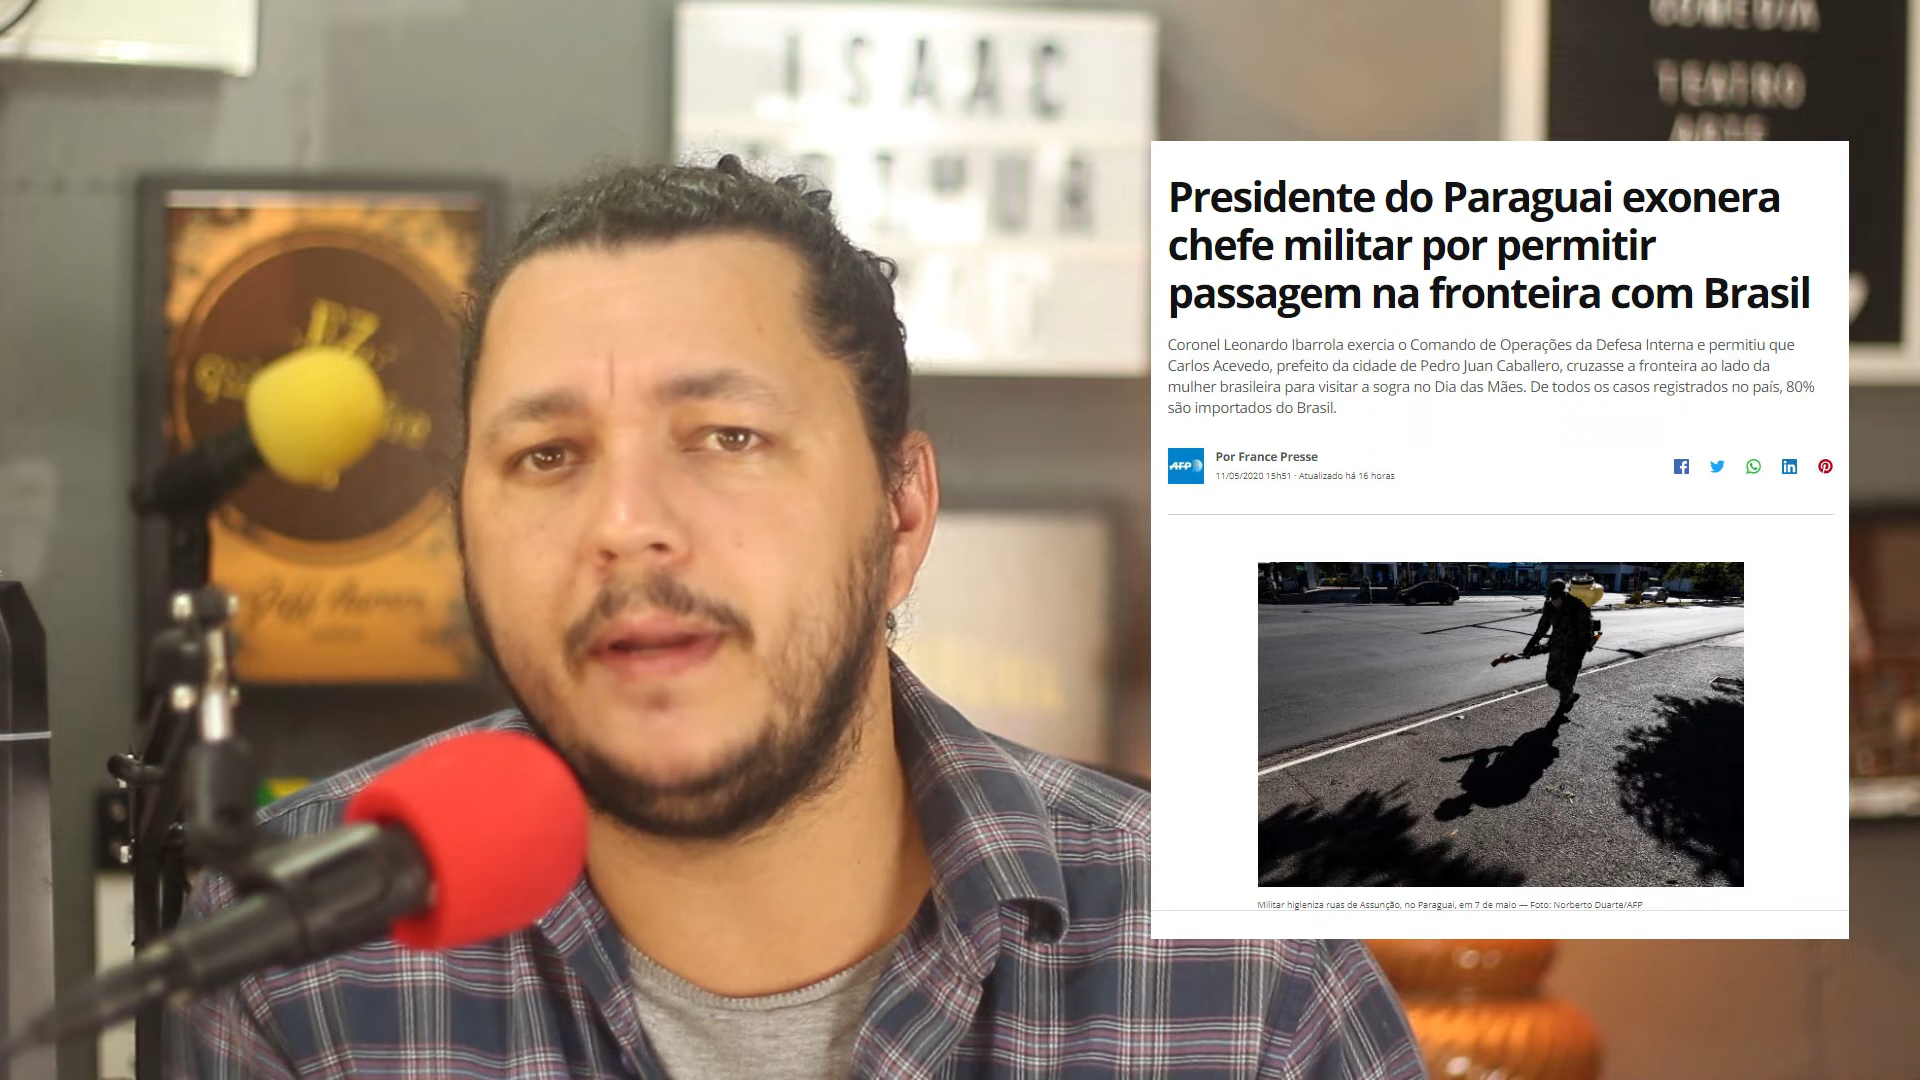 ISAAC
COMÉDIA
TEATRO
ARTE
Presidente do Paraguai exonera
chefe militar por permitir
passagem na fronteira com Brasil
Coronel Leonardo Ibarrola exercia o Comando de Operações da Defesa Interna e permitiu que
Carlos Acevedo, prefeito da cidade de Pedro Juan Caballero, cruzasse a fronteira ao lado da
mulher brasileira para visitar a sogra no Dia das Mães. De todos os casos registrados no país, 80%
são importados do Brasil.
AFP
Por France Presse
11/05/2020 15h51 · Atualizado há 16 horas
Militar higieniza ruas de Assunção, no Paraguai, em 7 de maio — Foto: Norberto Duarte/AFP